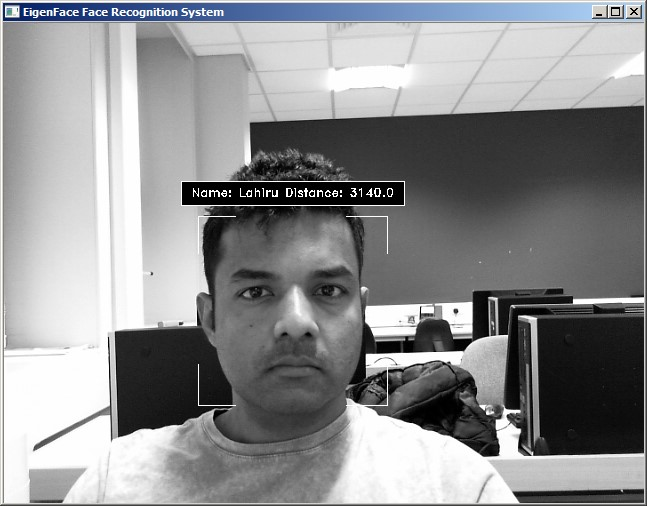 EigenFace Face Recognition System
Name: Lahiru Distance: 3140.0